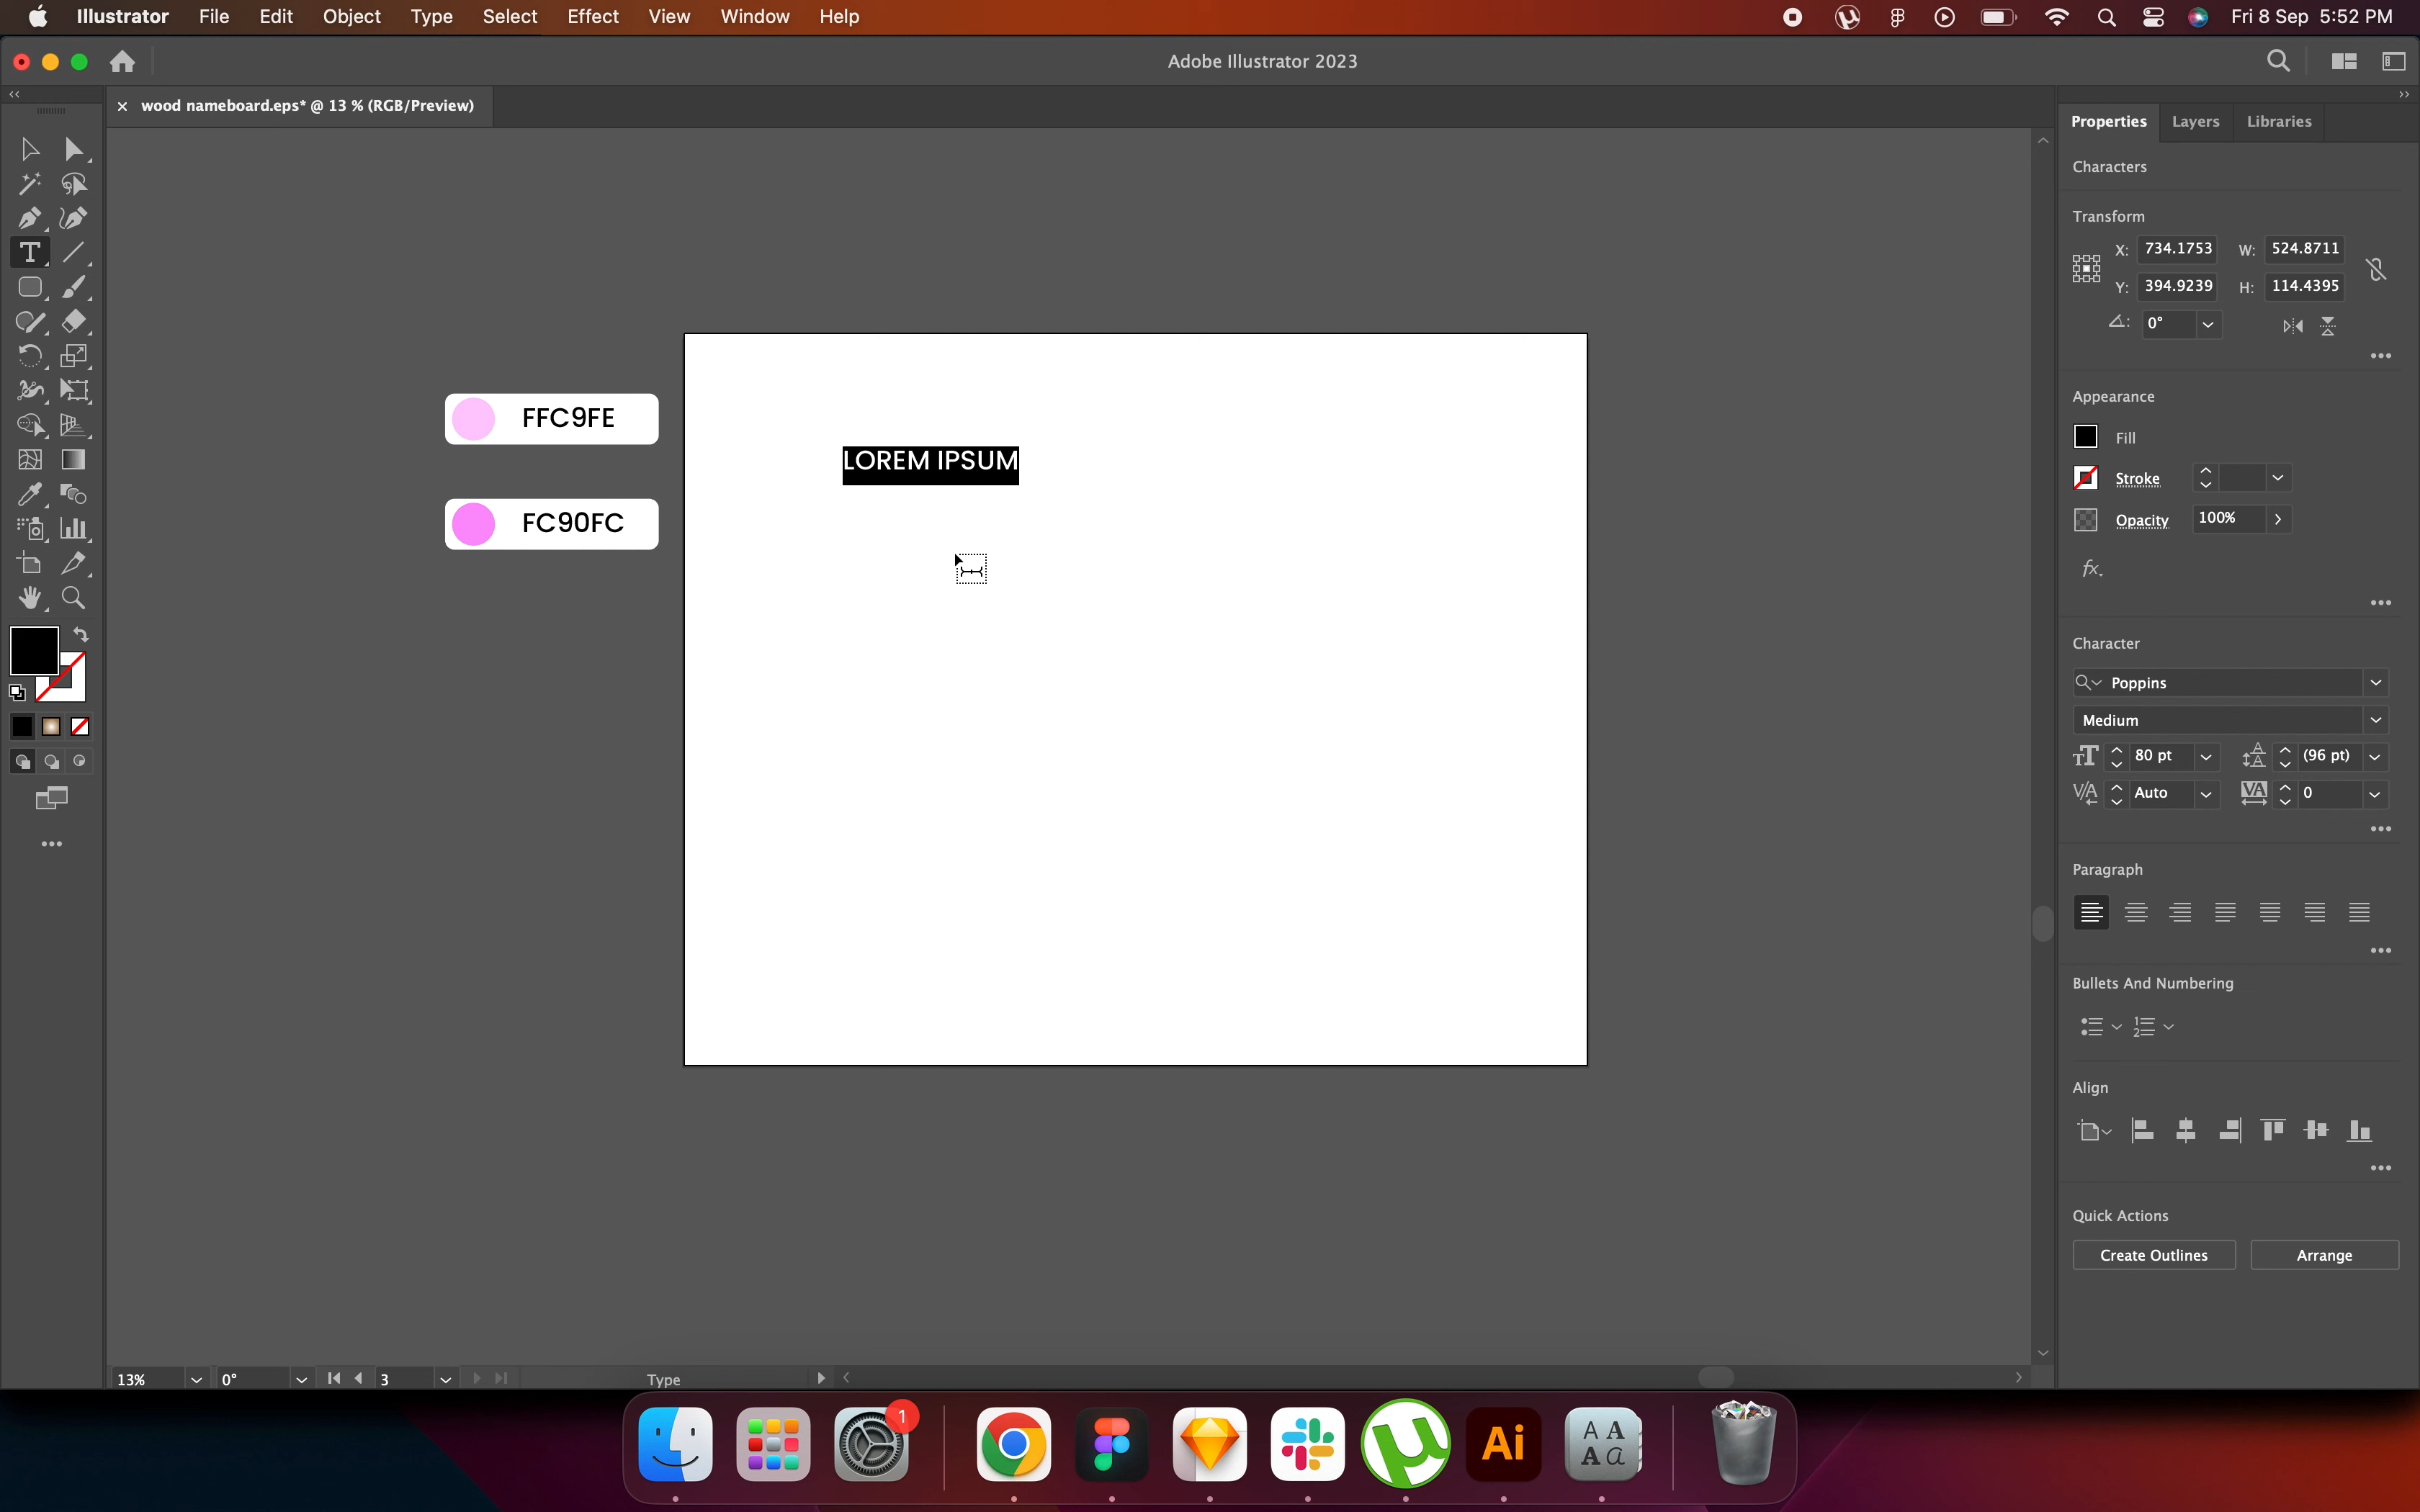 Illustrator File Edit Object Type Select Effect View Window Help Fri 8 Sep 5:52 PM
Adobe Illustrator 2023
wood nameboard.eps* @ 13 % (RGB/Preview)
Properties Layers Libraries
Characters
Transform
X: 734.1753 W: 524.8711
Y: 394.9239 H: 114.4395
0°
Appearance
Fill
Stroke
Opacity 100%
fx.
FFC9FE
FC90FC
LOREM IPSUM
Character
Poppins
Medium
80 pt (96 pt)
Auto 0
Paragraph
Bullets And Numbering
Align
Quick Actions
Create Outlines Arrange
13% 0° 3 Type
1
Ai
A A
A a